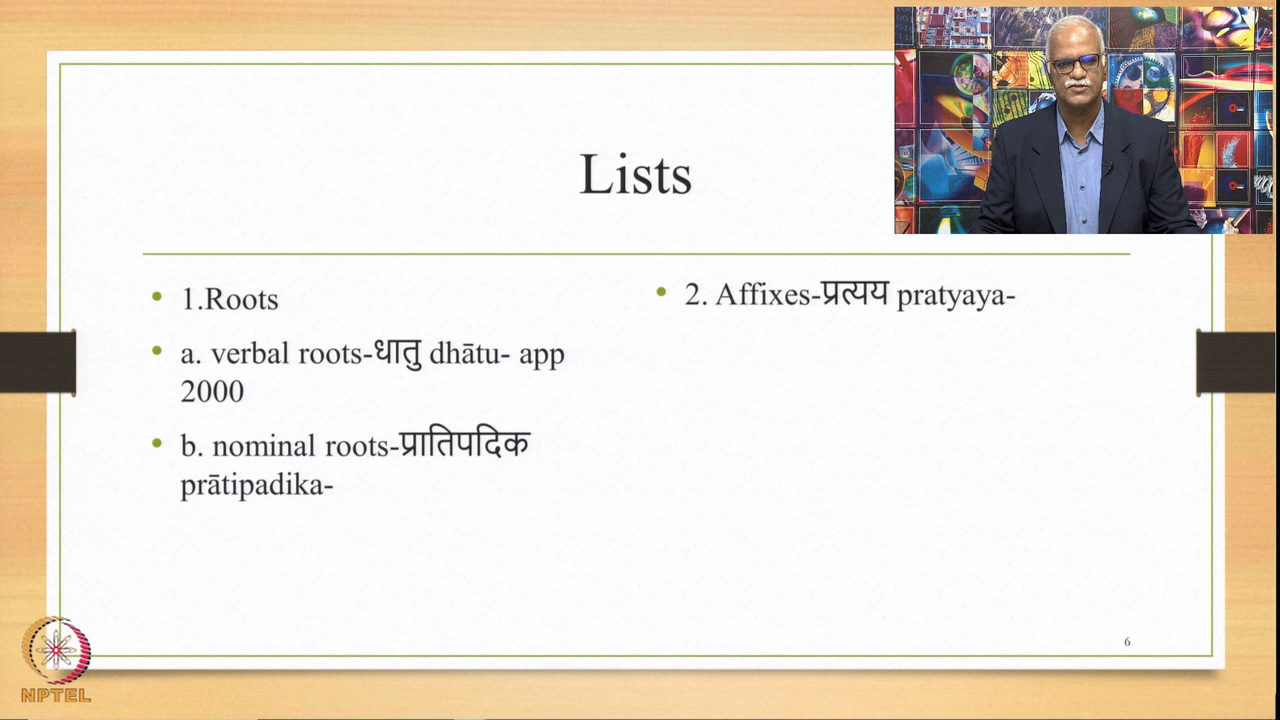 Lists
1.Roots
a. verbal roots-धातु dhātu- app
2000
b. nominal roots-प्रातिपदिक
prātipadika-
2. Affixes-प्रत्यय pratyaya-
6
NPTEL